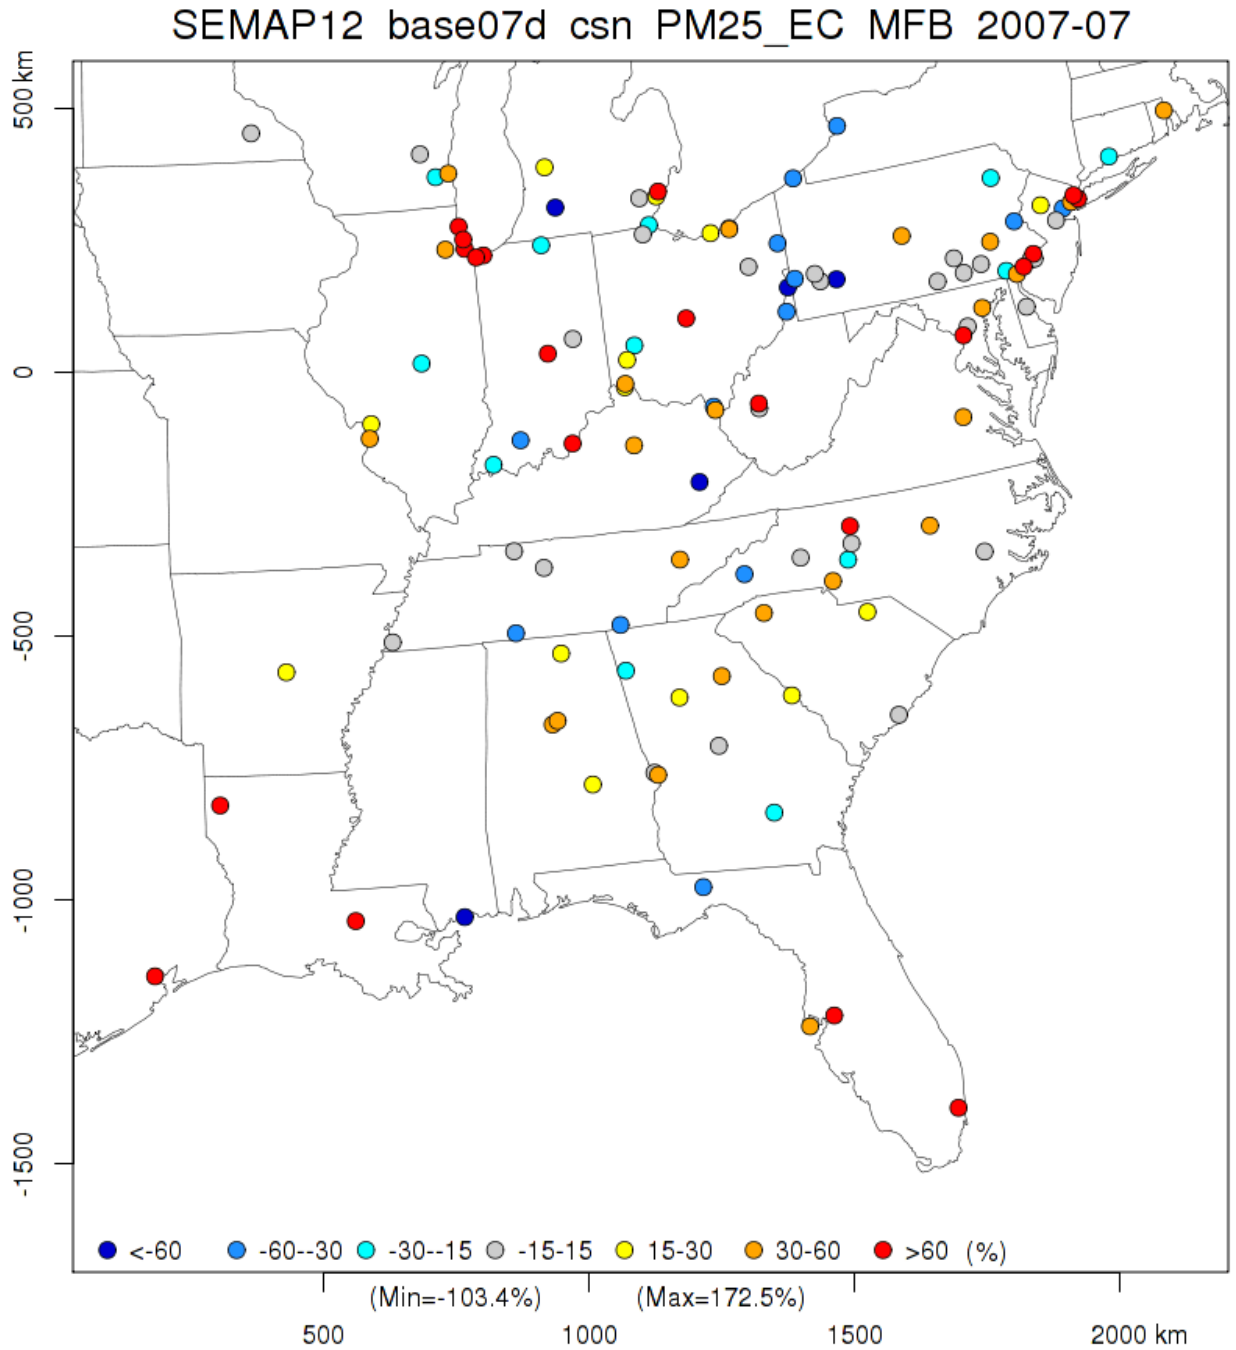 SEMAP12 base07d csn PM25_EC MFB 2007-07
500 km
0
-500
-1000
-1500
<-60 -60--30 -30--15 -15-15 15-30 30-60 >60 (%)
(Min=-103.4%) (Max=172.5%)
500 1000 1500 2000 km